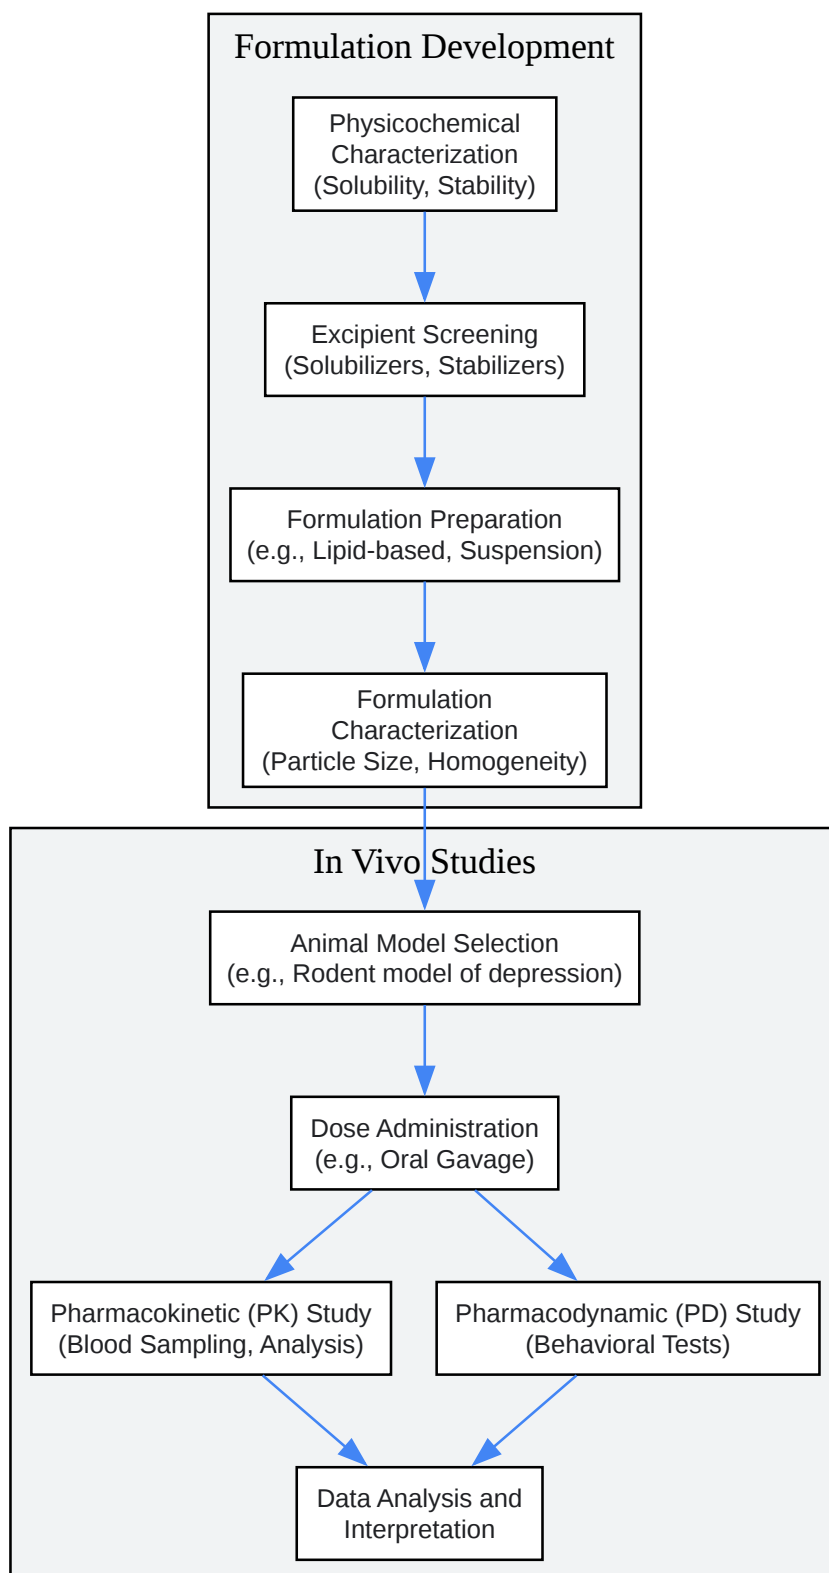 Formulation Development
Physicochemical
Characterization
(Solubility, Stability)
Excipient Screening
(Solubilizers, Stabilizers)
Formulation Preparation
(e.g., Lipid-based, Suspension)
Formulation
Characterization
(Particle Size, Homogeneity)
In Vivo Studies
Animal Model Selection
(e.g., Rodent model of depression)
Dose Administration
(e.g., Oral Gavage)
Pharmacokinetic (PK) Study
(Blood Sampling, Analysis)
Pharmacodynamic (PD) Study
(Behavioral Tests)
Data Analysis and
Interpretation